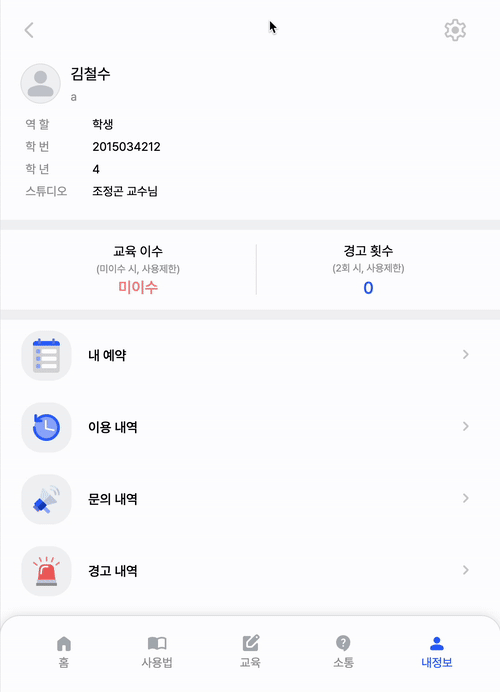 김철수
a
역 할 학생
학 번 2015034212
학 년 4
스튜디오 조정곤 교수님
교육 이수
(미이수 시, 사용제한)
미이수
경고 횟수
(2회 시, 사용제한)
0
내 예약
이용 내역
문의 내역
경고 내역
홈 사용법 교육 소통 내정보